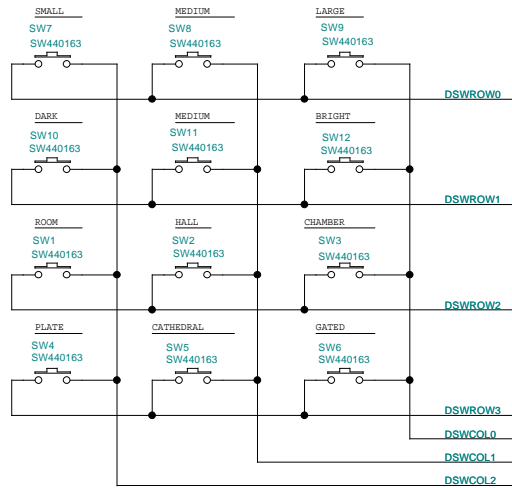 SMALL MEDIUM LARGE
SW7 SW8 SW9
SW440163 SW440163 SW440163
DSWROW0
DARK MEDIUM BRIGHT
SW10 SW11 SW12
SW440163 SW440163 SW440163
DSWROW1
ROOM HALL CHAMBER
SW1 SW2 SW3
SW440163 SW440163 SW440163
DSWROW2
PLATE CATHEDRAL GATED
SW4 SW5 SW6
SW440163 SW440163 SW440163
DSWROW3
DSWCOL0
DSWCOL1
DSWCOL2